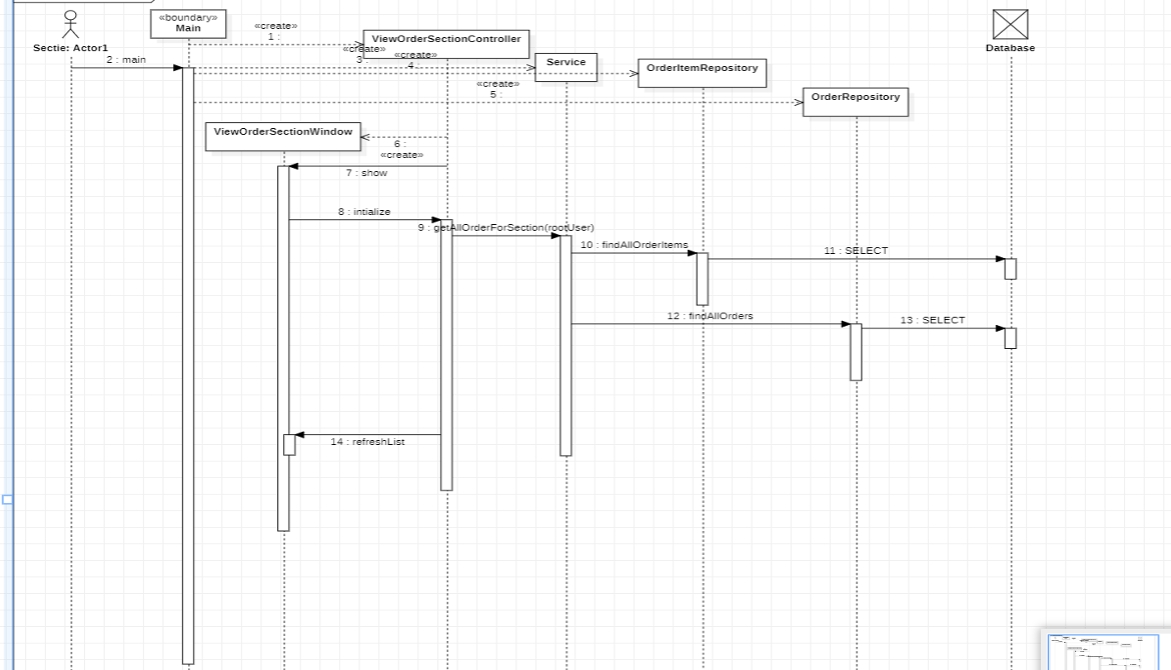 «boundary»
Main
Sectie: Actor1
«create»
1 :
ViewOrderSectionController
«create»
3
«create»
4
Service
OrderItemRepository
Database
2 : main
«create»
5 :
OrderRepository
ViewOrderSectionWindow
6 :
«create»
7 : show
8 : intialize
9 : getAllOrderForSection(rootUser)
10 : findAllOrderItems
11 : SELECT
12 : findAllOrders
13 : SELECT
14 : refreshList